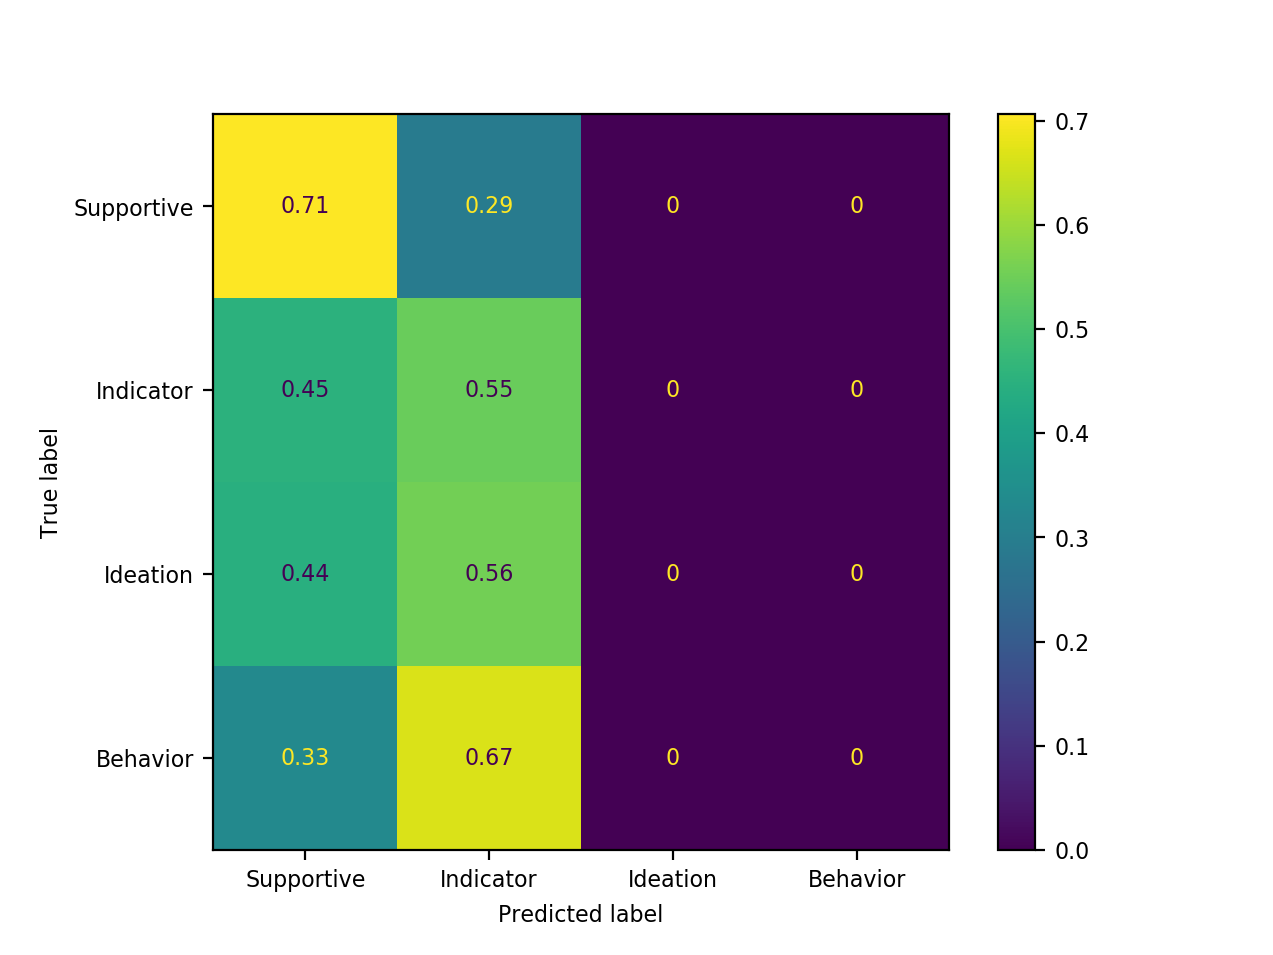 Supportive 0.71 0.29 0 0
Indicator 0.45 0.55 0 0
Ideation 0.44 0.56 0 0
Behavior 0.33 0.67 0 0
Supportive Indicator Ideation Behavior
Predicted label
True label
0.7
0.6
0.5
0.4
0.3
0.2
0.1
0.0